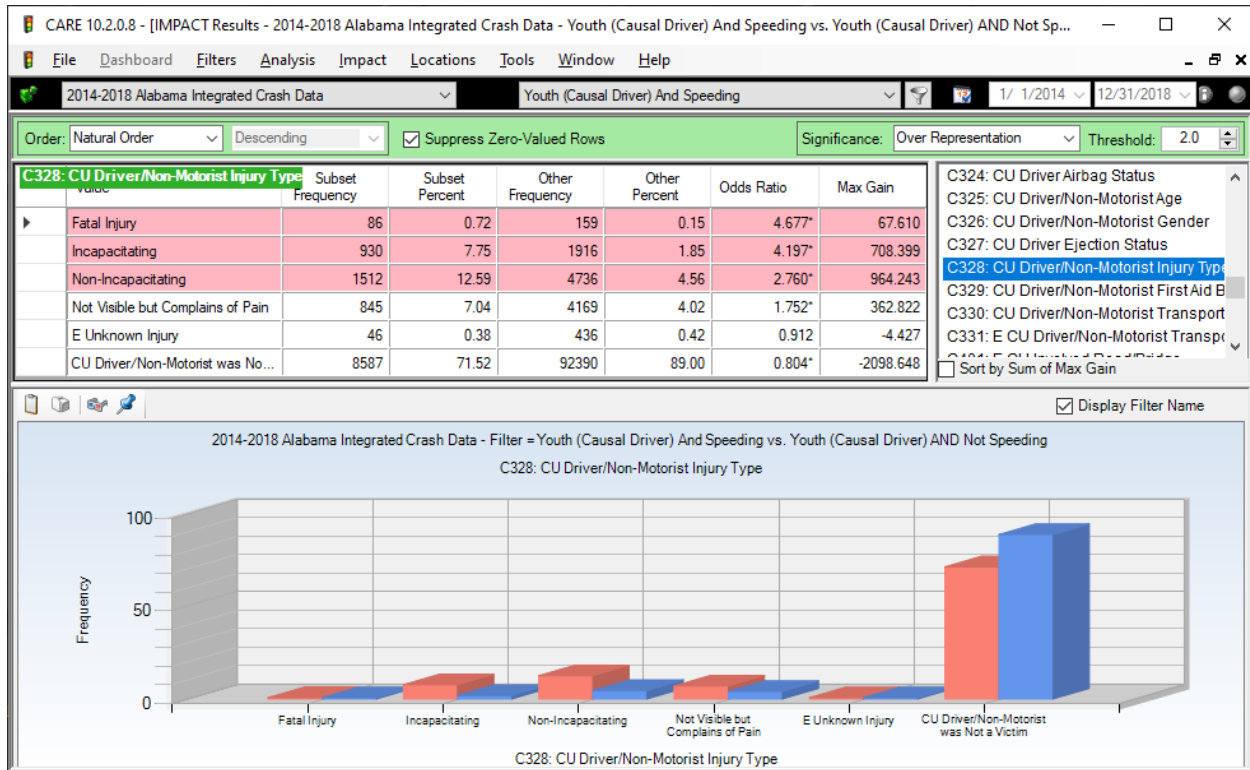 CARE 10.2.0.8 - [IMPACT Results - 2014-2018 Alabama Integrated Crash Data - Youth (Causal Driver) And Speeding vs. Youth (Causal Driver) AND Not Sp...
File Dashboard Filters Analysis Impact Locations Tools Window Help
2014-2018 Alabama Integrated Crash Data Youth (Causal Driver) And Speeding 1/ 1/2014 12/31/2018
Order: Natural Order Descending Suppress Zero-Valued Rows Significance: Over Representation Threshold: 2.0
C328: CU Driver/Non-Motorist Injury Type Subset Frequency Subset Percent Other Frequency Other Percent Odds Ratio Max Gain
Fatal Injury 86 0.72 159 0.15 4.677* 67.610
Incapacitating 930 7.75 1916 1.85 4.197* 708.399
Non-Incapacitating 1512 12.59 4736 4.56 2.760* 964.243
Not Visible but Complains of Pain 845 7.04 4169 4.02 1.752* 362.822
E Unknown Injury 46 0.38 436 0.42 0.912 -4.427
CU Driver/Non-Motorist was No... 8587 71.52 92390 89.00 0.804* -2098.648
C324: CU Driver Airbag Status
C325: CU Driver/Non-Motorist Age
C326: CU Driver/Non-Motorist Gender
C327: CU Driver Ejection Status
C328: CU Driver/Non-Motorist Injury Type
C329: CU Driver/Non-Motorist First Aid B
C330: CU Driver/Non-Motorist Transport
C331: E CU Driver/Non-Motorist Transpo
Sort by Sum of Max Gain
Display Filter Name
2014-2018 Alabama Integrated Crash Data - Filter = Youth (Causal Driver) And Speeding vs. Youth (Causal Driver) AND Not Speeding
C328: CU Driver/Non-Motorist Injury Type
Frequency
100
50
0
Fatal Injury
Incapacitating
Non-Incapacitating
Not Visible but
Complains of Pain
E Unknown Injury
CU Driver/Non-Motorist
was Not a Victim
C328: CU Driver/Non-Motorist Injury Type